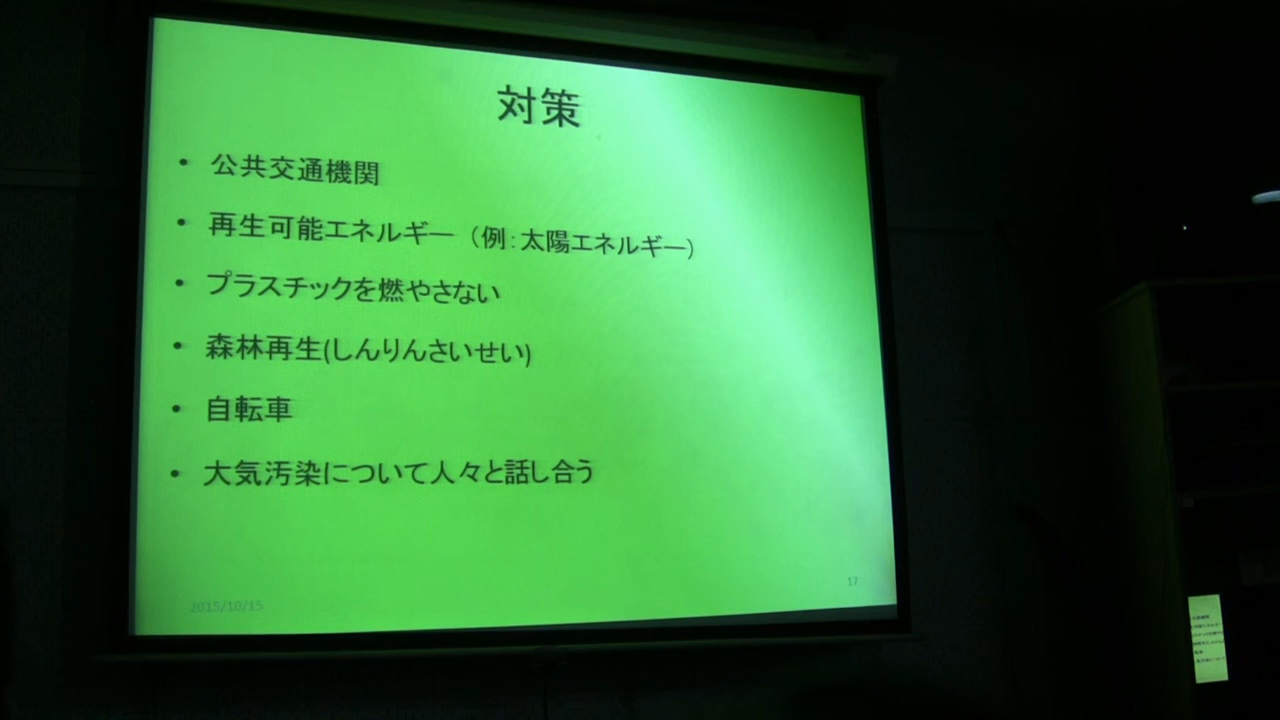 対策
• 公共交通機関
• 再生可能エネルギー（例：太陽エネルギー）
• プラスチックを燃やさない
• 森林再生(しんりんさいせい)
• 自転車
• 大気汚染について人々と話し合う
2015/10/15
17